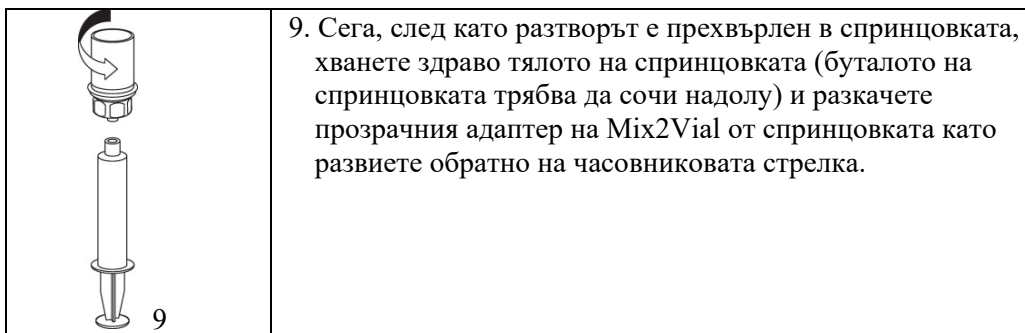 9. Сега, след като разтворът е прехвърлен в спринцовката,
хванете здраво тялото на спринцовката (буталото на
спринцовката трябва да сочи надолу) и разкачете
прозрачния адаптер на Mix2Vial от спринцовката като
развиете обратно на часовниковата стрелка.
9